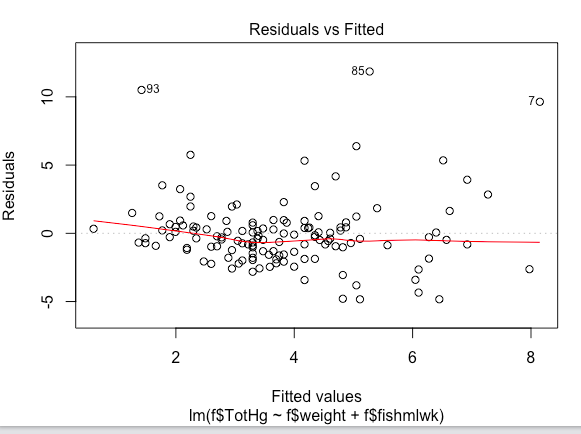 Residuals vs Fitted
Residuals
10
5
0
-5
93
85
7
2
4
6
8
Fitted values
lm(f$TotHg ~ f$weight + f$fishmlwk)